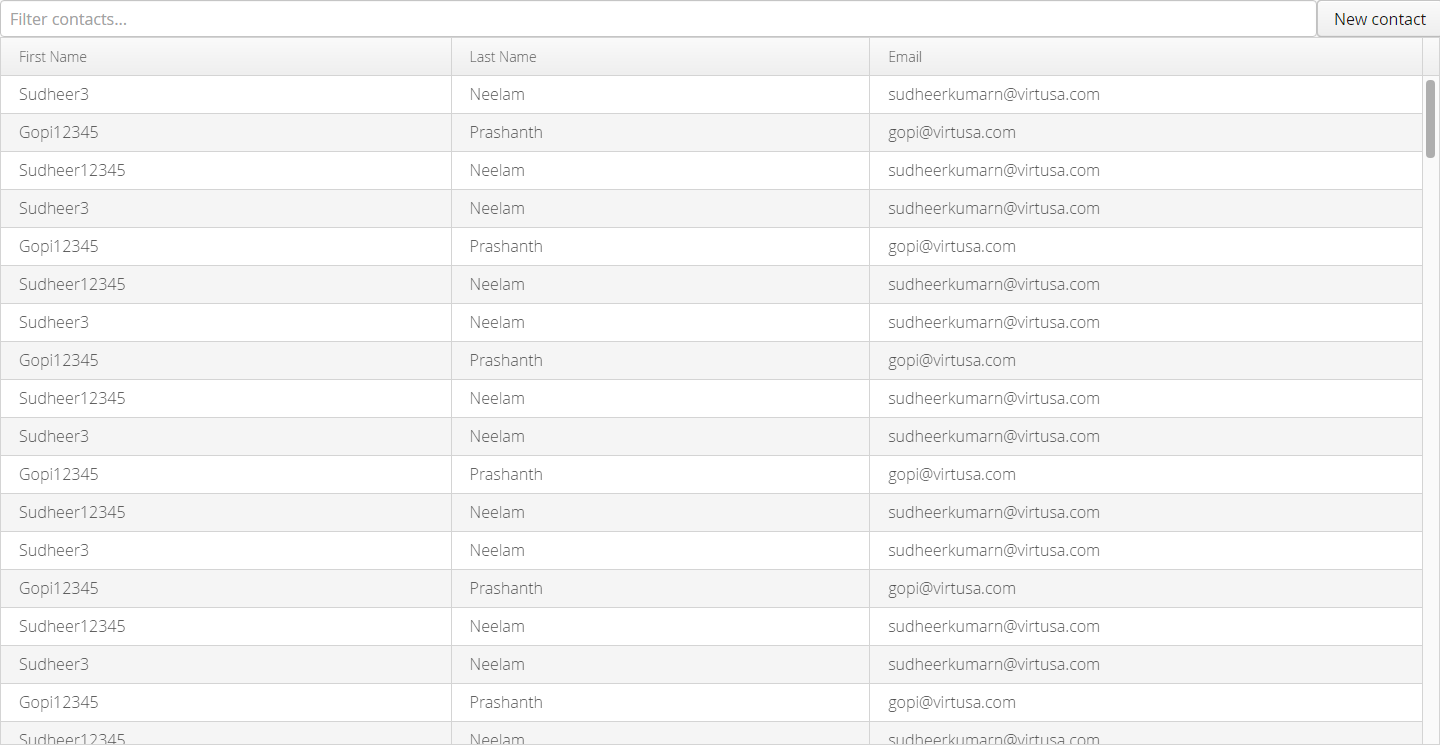 Filter contacts... New contact
First Name Last Name Email
Sudheer3 Neelam sudheerkumarn@virtusa.com
Gopi12345 Prashanth gopi@virtusa.com
Sudheer12345 Neelam sudheerkumarn@virtusa.com
Sudheer3 Neelam sudheerkumarn@virtusa.com
Gopi12345 Prashanth gopi@virtusa.com
Sudheer12345 Neelam sudheerkumarn@virtusa.com
Sudheer3 Neelam sudheerkumarn@virtusa.com
Gopi12345 Prashanth gopi@virtusa.com
Sudheer12345 Neelam sudheerkumarn@virtusa.com
Sudheer3 Neelam sudheerkumarn@virtusa.com
Gopi12345 Prashanth gopi@virtusa.com
Sudheer12345 Neelam sudheerkumarn@virtusa.com
Sudheer3 Neelam sudheerkumarn@virtusa.com
Gopi12345 Prashanth gopi@virtusa.com
Sudheer12345 Neelam sudheerkumarn@virtusa.com
Sudheer3 Neelam sudheerkumarn@virtusa.com
Gopi12345 Prashanth gopi@virtusa.com
Sudheer12345 Neelam sudheerkumarn@virtusa.com